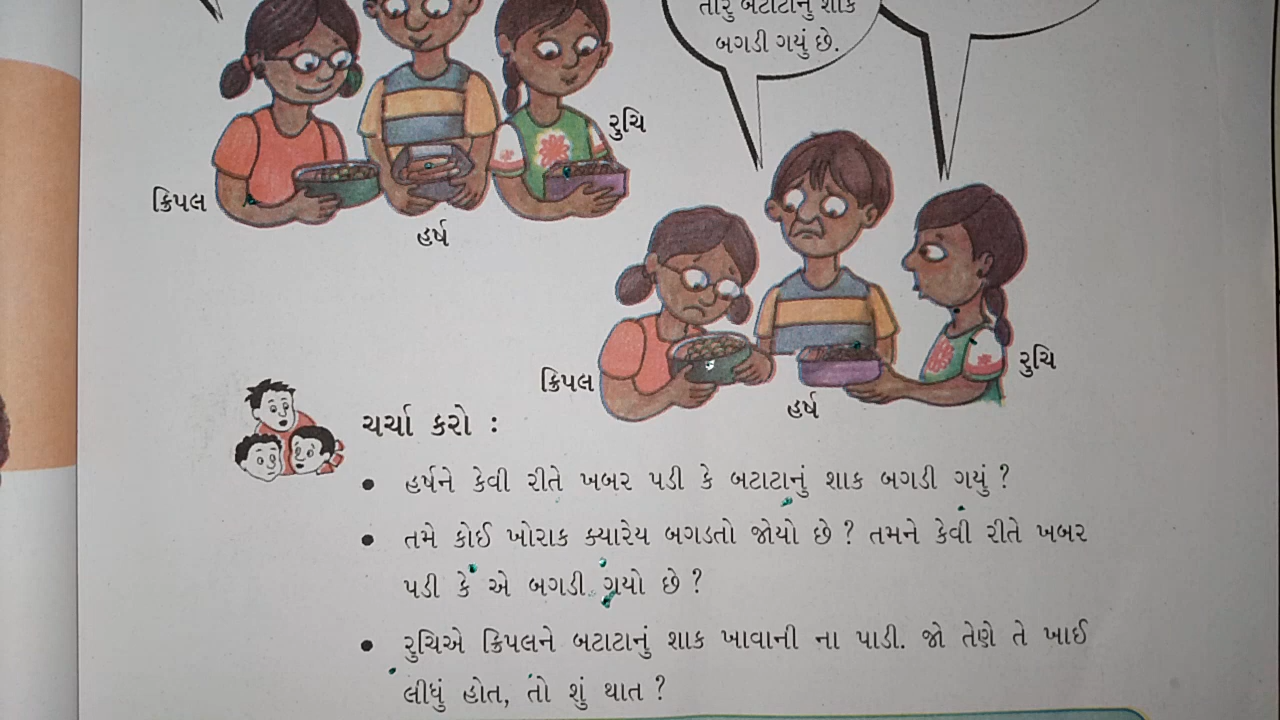 તારું બટાટાનું શાક
બગડી ગયું છે.
રુચિ
ક્રિપલ
હર્ષ
ક્રિપલ
હર્ષ
રુચિ
ચર્ચા કરો :
• હર્ષને કેવી રીતે ખબર પડી કે બટાટાનું શાક બગડી ગયું ?
• તમે કોઈ ખોરાક ક્યારેય બગડતો જોયો છે ? તમને કેવી રીતે ખબર
પડી કે એ બગડી ગયો છે ?
• રુચિએ ક્રિપલને બટાટાનું શાક ખાવાની ના પાડી. જો તેણે તે ખાઈ
લીધું હોત, તો શું થાત ?